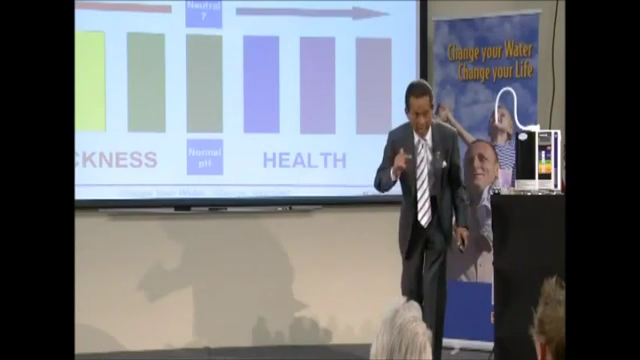 Neutral
?
CKNESS
Normal
pH
HEALTH
Change your Water
Change your Life